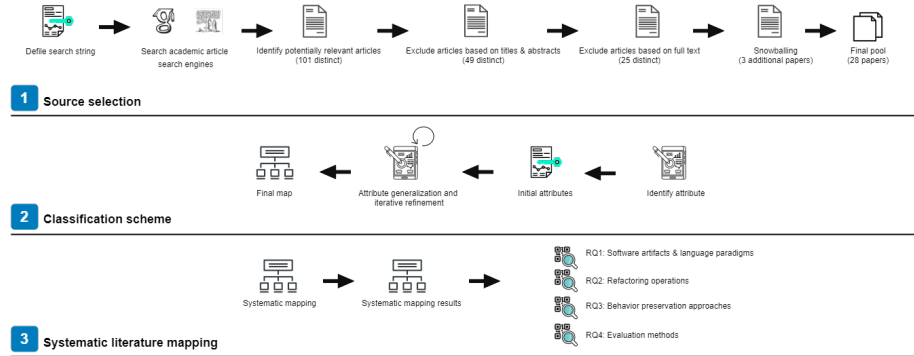 Defile search string
Search academic article
search engines
Identify potentially relevant articles
(101 distinct)
Exclude articles based on titles & abstracts
(49 distinct)
Exclude articles based on full text
(25 distinct)
Snowballing
(3 additional papers)
Final pool
(28 papers)
1 Source selection
Final map
Attribute generalization and
iterative refinement
Initial attributes
Identify attribute
2 Classification scheme
Systematic mapping
Systematic mapping results
RQ1: Software artifacts & language paradigms
RQ2: Refactoring operations
RQ3: Behavior preservation approaches
RQ4: Evaluation methods
3 Systematic literature mapping